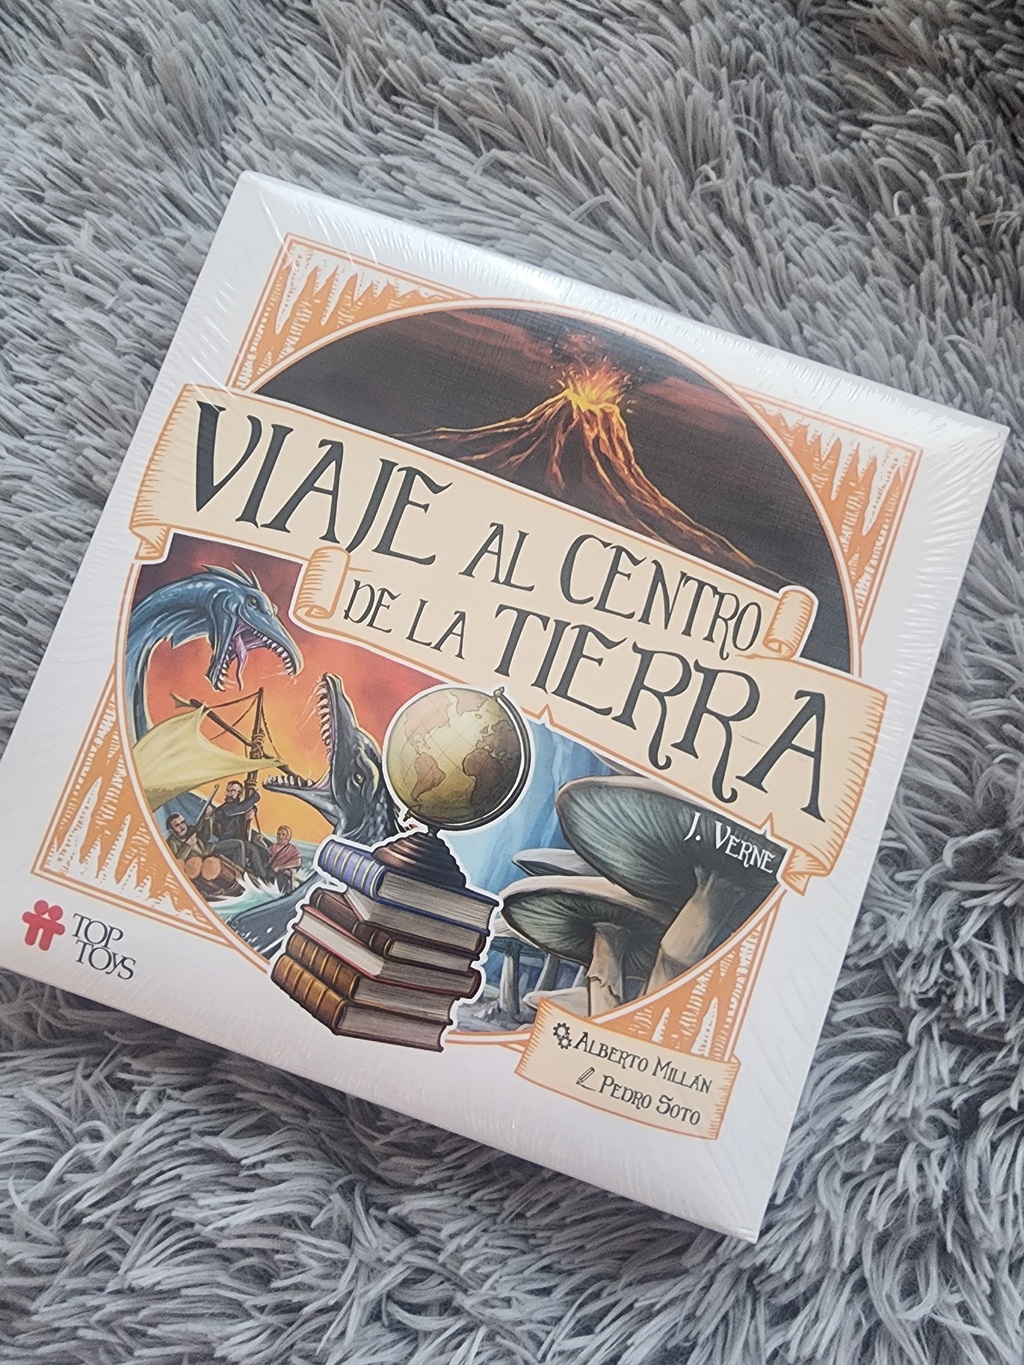 VIAJE AL CENTRO
DE LA TIERRA
J. VERNE
TOP
TOYS
ALBERTO MILLÁN
PEDRO SOTO